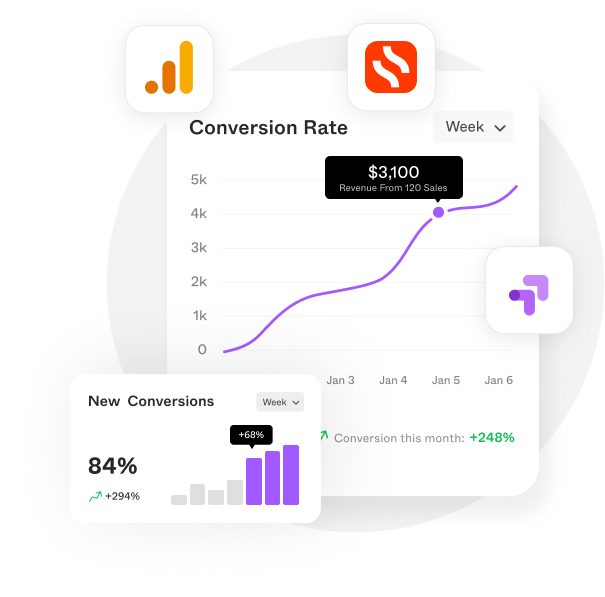 Conversion Rate
Week
$3,100
Revenue From 120 Sales
5k
4k
3k
2k
1k
0
Jan 3 Jan 4 Jan 5 Jan 6
Conversion this month: +248%
New Conversions
Week
+68%
84%
+294%